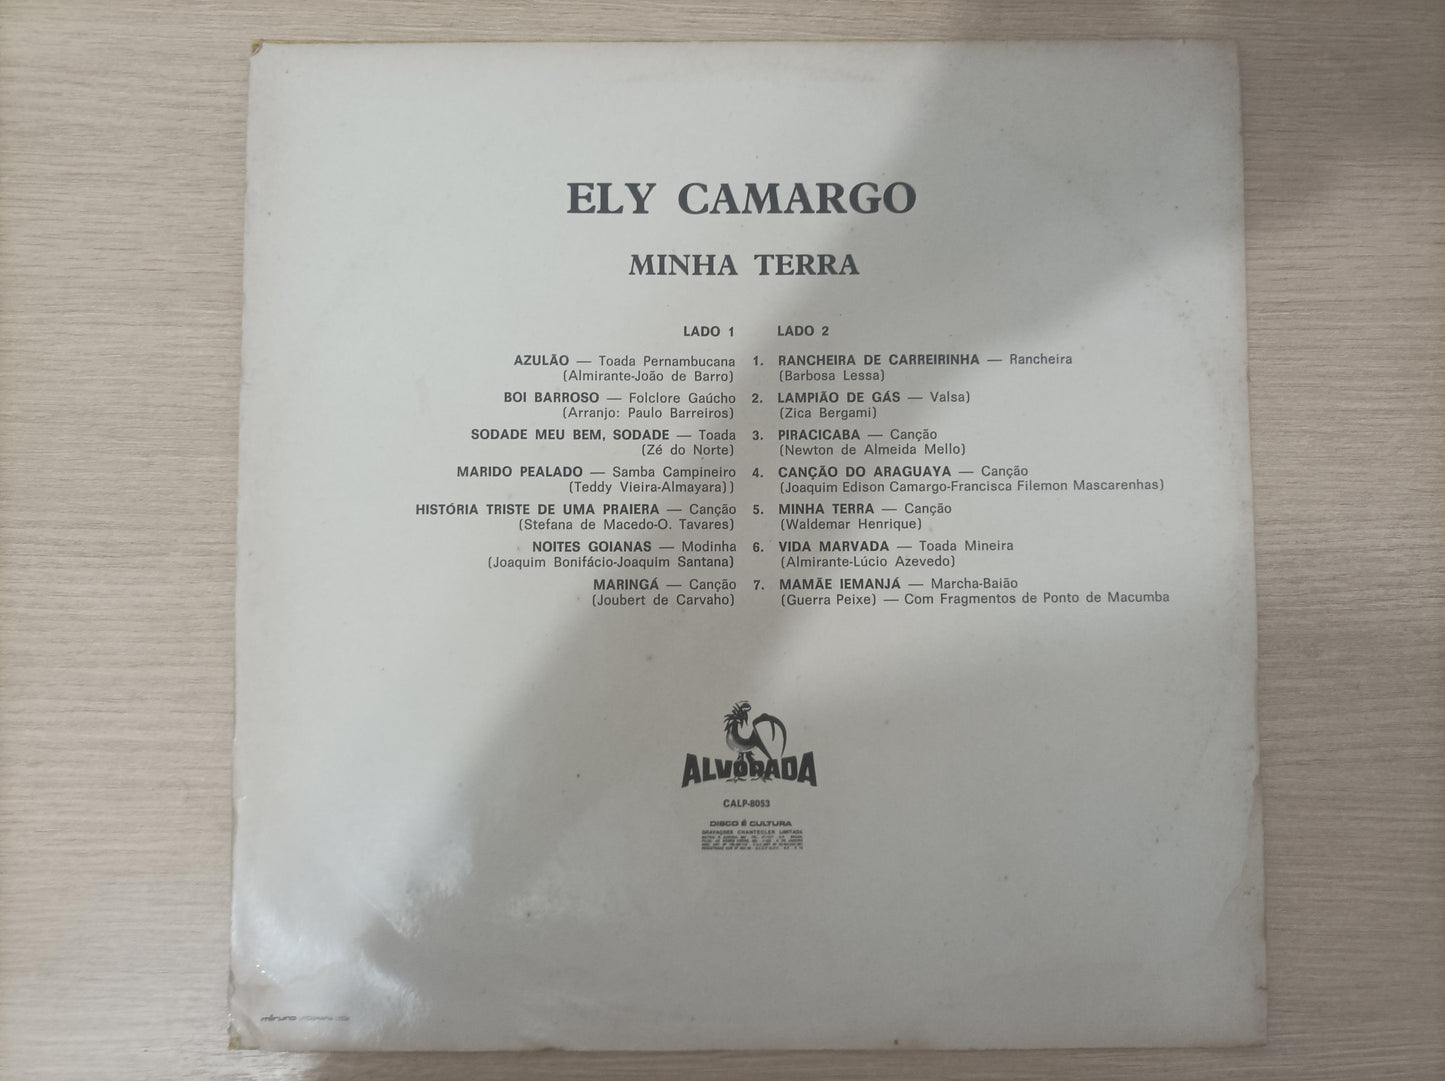 ELY CAMARGO
MINHA TERRA
LADO 1
AZULÃO — Toada Pernambucana
(Almirante-João de Barro)
BOI BARROSO — Folclore Gaúcho
(Arranjo: Paulo Barreiros)
SODADE MEU BEM, SODADE — Toada
(Zé do Norte)
MARIDO PEALADO — Samba Campineiro
(Teddy Vieira-Almayara))
HISTÓRIA TRISTE DE UMA PRAIERA — Canção
(Stefana de Macedo-O. Tavares)
NOITES GOIANAS — Modinha
(Joaquim Bonifácio-Joaquim Santana)
MARINGÁ — Canção
(Joubert de Carvaho)
LADO 2
1. RANCHEIRA DE CARREIRINHA — Rancheira
(Barbosa Lessa)
2. LAMPIÃO DE GÁS — Valsa)
(Zica Bergami)
3. PIRACICABA — Canção
(Newton de Almeida Mello)
4. CANÇÃO DO ARAGUAYA — Canção
(Joaquim Edison Camargo-Francisca Filemon Mascarenhas)
5. MINHA TERRA — Canção
(Waldemar Henrique)
6. VIDA MARVADA — Toada Mineira
(Almirante-Lúcio Azevedo)
7. MAMÃE IEMANJÁ — Marcha-Baião
(Guerra Peixe) — Com Fragmentos de Ponto de Macumba
ALVORADA
CALP-8053
DISCO É CULTURA
GRAVAÇÕES CHANTECLER LIMITADA